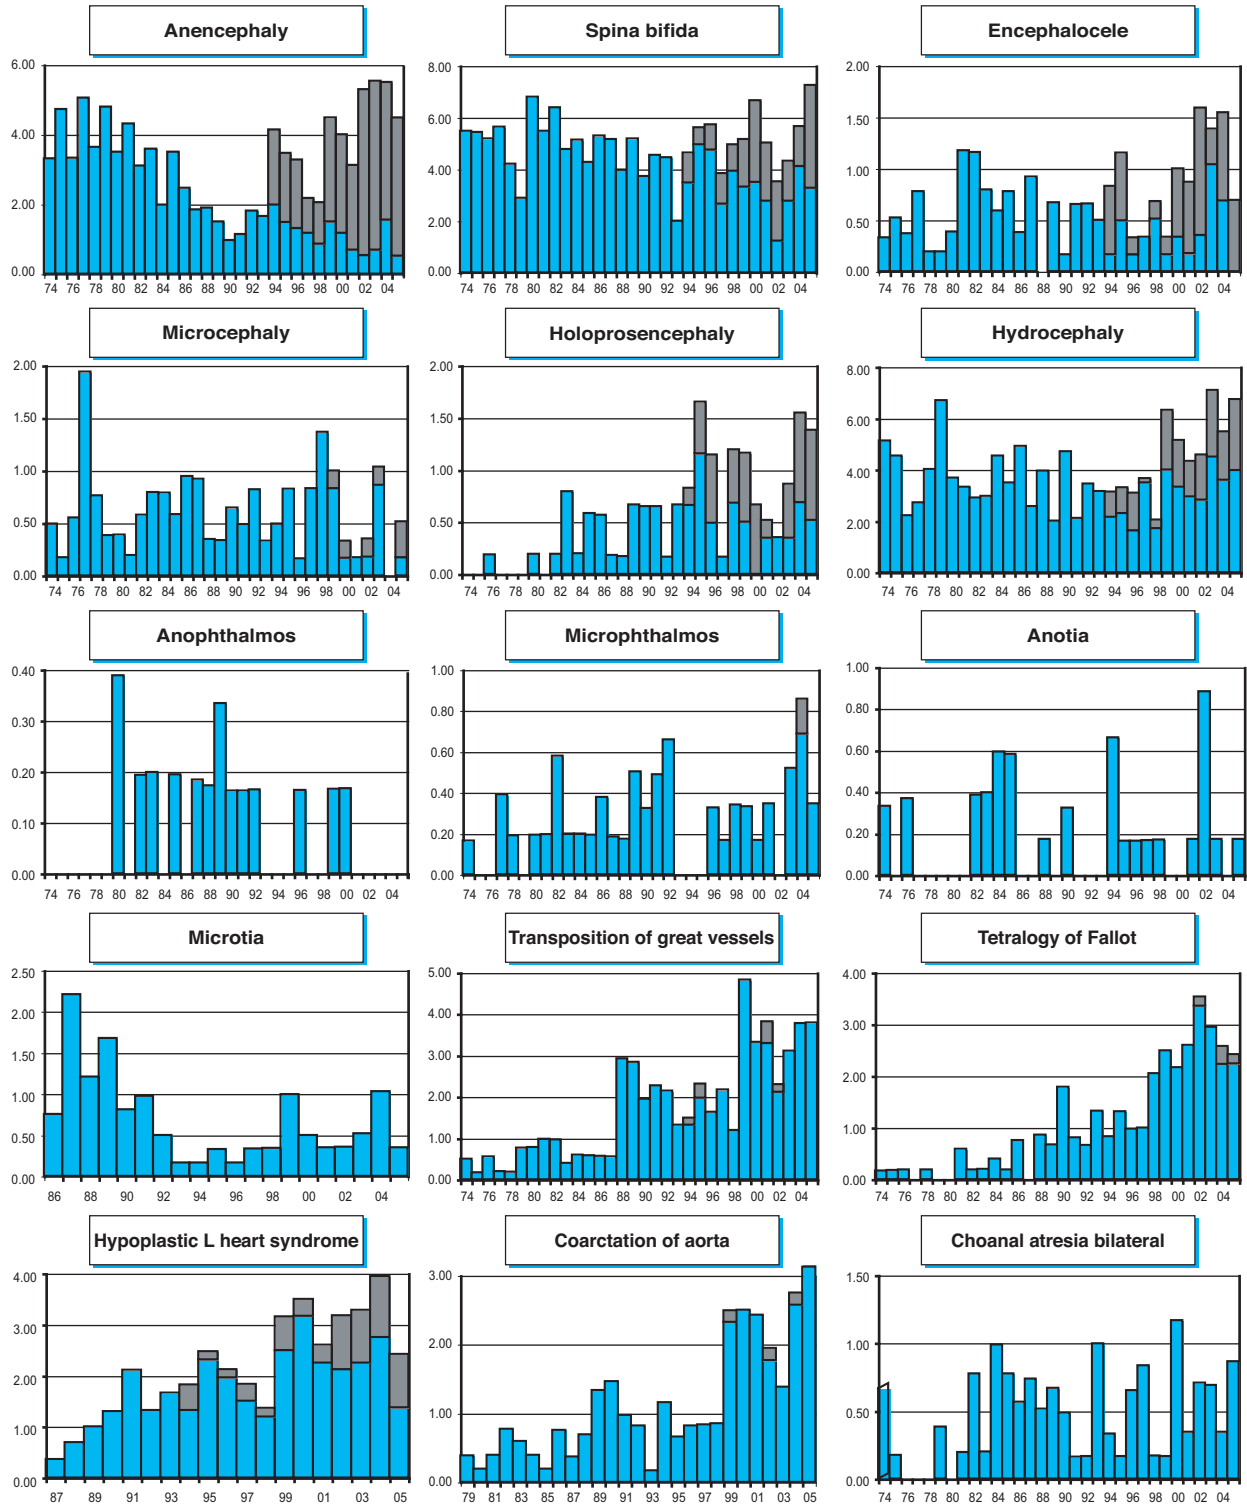 Anencephaly
Spina bifida
Encephalocele
6.00
4.00
2.00
0.00
74 76 78 80 82 84 86 88 90 92 94 96 98 00 02 04
8.00
6.00
4.00
2.00
0.00
74 76 78 80 82 84 86 88 90 92 94 96 98 00 02 04
2.00
1.50
1.00
0.50
0.00
74 76 78 80 82 84 86 88 90 92 94 96 98 00 02 04
Microcephaly
Holoprosencephaly
Hydrocephaly
2.00
1.50
1.00
0.50
0.00
74 76 78 80 82 84 86 88 90 92 94 96 98 00 02 04
2.00
1.50
1.00
0.50
0.00
74 76 78 80 82 84 86 88 90 92 94 96 98 00 02 04
8.00
6.00
4.00
2.00
0.00
74 76 78 80 82 84 86 88 90 92 94 96 98 00 02 04
Anophthalmos
Microphthalmos
Anotia
0.40
0.30
0.20
0.10
0.00
74 76 78 80 82 84 86 88 90 92 94 96 98 00 02 04
1.00
0.80
0.60
0.40
0.20
0.00
74 76 78 80 82 84 86 88 90 92 94 96 98 00 02 04
1.00
0.80
0.60
0.40
0.20
0.00
74 76 78 80 82 84 86 88 90 92 94 96 98 00 02 04
Microtia
Transposition of great vessels
Tetralogy of Fallot
2.50
2.00
1.50
1.00
0.50
0.00
86 88 90 92 94 96 98 00 02 04
5.00
4.00
3.00
2.00
1.00
0.00
74 76 78 80 82 84 86 88 90 92 94 96 98 00 02 04
4.00
3.00
2.00
1.00
0.00
74 76 78 80 82 84 86 88 90 92 94 96 98 00 02 04
Hypoplastic L heart syndrome
Coarctation of aorta
Choanal atresia bilateral
4.00
3.00
2.00
1.00
0.00
87 89 91 93 95 97 99 01 03 05
3.00
2.00
1.00
0.00
79 81 83 85 87 89 91 93 95 97 99 01 03 05
1.50
1.00
0.50
0.00
74 76 78 80 82 84 86 88 90 92 94 96 98 00 02 04